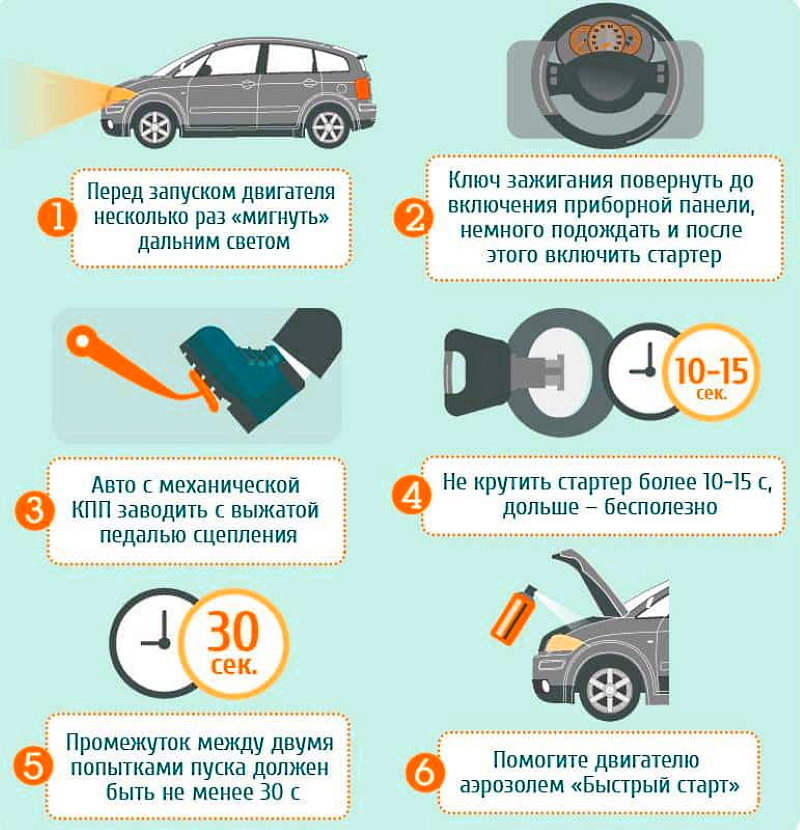 1
Перед запуском двигателя
несколько раз «мигнуть»
дальним светом
2
Ключ зажигания повернуть до
включения приборной панели,
немного подождать и после
этого включить стартер
3
Авто с механической
КПП заводить с выжатой
педалью сцепления
10-15
сек.
4
Не крутить стартер более 10-15 с,
дольше – бесполезно
30
сек.
5
Промежуток между двумя
попытками пуска должен
быть не менее 30 с
6
Помогите двигателю
аэрозолем «Быстрый старт»